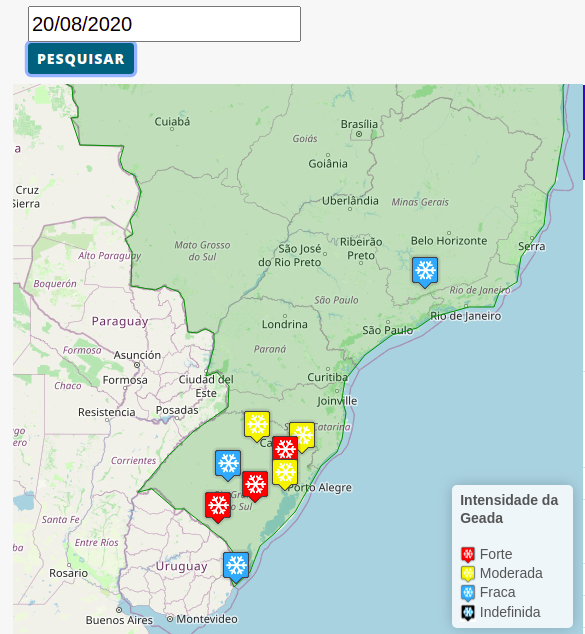 20/08/2020
PESQUISAR
Cuiabá
Brasília
Goiás
Goiânia
Cruz
Sierra
Uberlândia
Minas Gerais
Mato Grosso
do Sul
São José
do Rio Preto
Ribeirão
Preto
Belo Horizonte
Serra
Alto Paraguay
Boquerón
Rio de Janeiro
São Paulo
Rio de Janeiro
Paraguay
Londrina
São Paulo
Formosa
Asunción
Paraná
Chaco
Formosa
Ciudad del
Este
Curitiba
Resistencia
Posadas
Joinville
Catarina
Corrientes
Porto Alegre
do Sul
Santa Fe
Entre Ríos
Rosario
Uruguay
Buenos Aires
Montevideo
Intensidade da
Geada
Forte
Moderada
Fraca
Indefinida